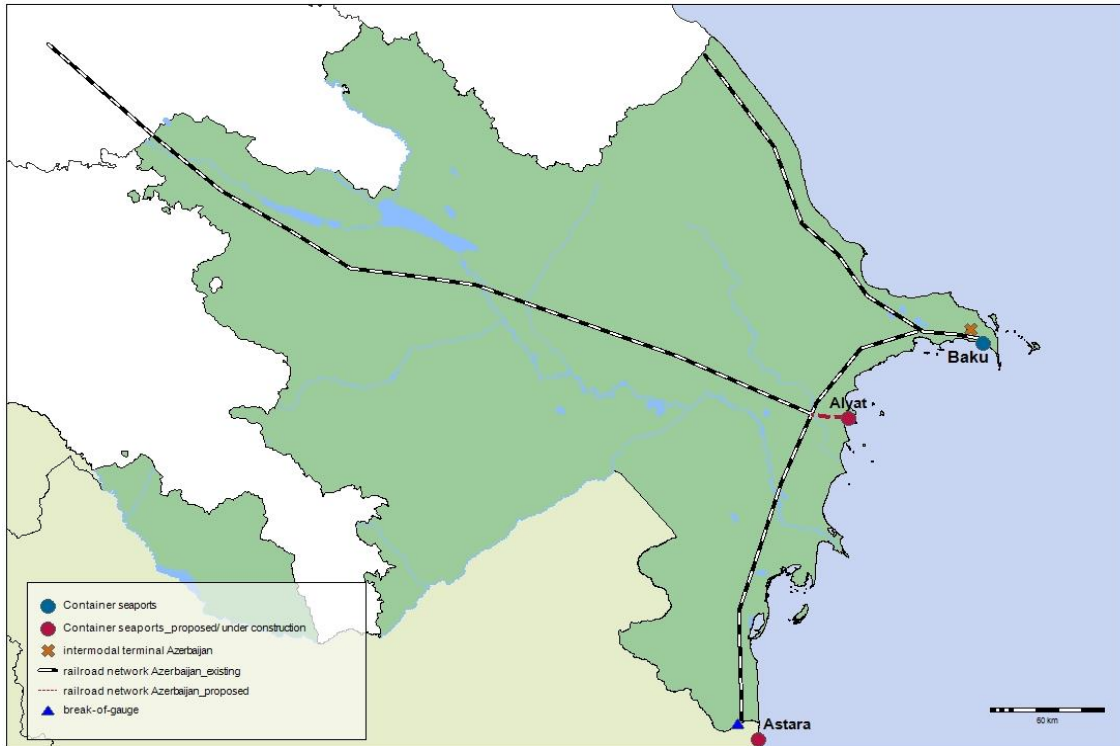 Baku
Alyat
Container seaports
Container seaports_proposed/ under construction
intermodal terminal Azerbaijan
railroad network Azerbaijan_existing
railroad network Azerbaijan_proposed
break-of-gauge
Astara
60 km